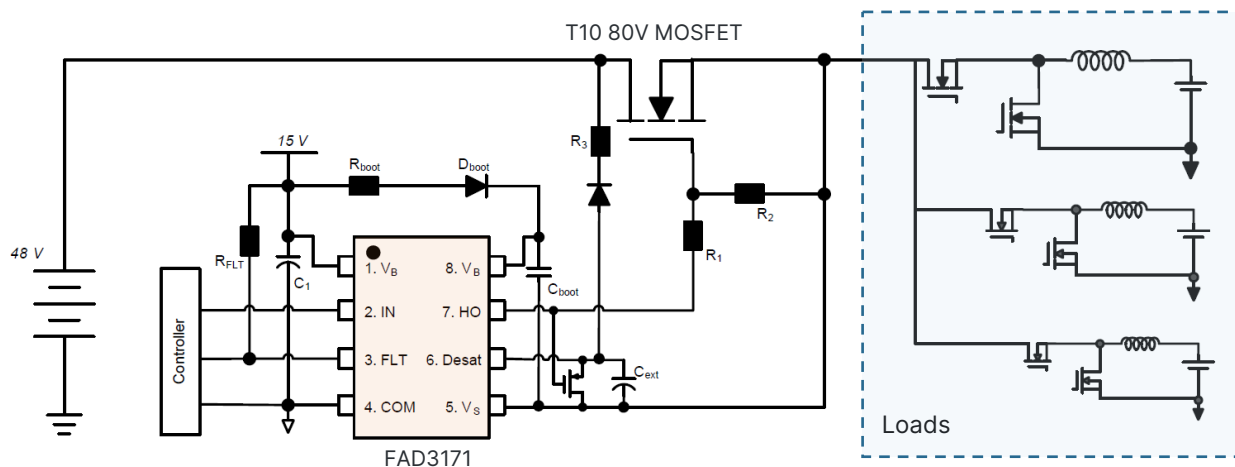 T10 80V MOSFET
15 V
R3
Rboot
Dboot
R2
48 V
RFLT
C1
R1
Cboot
1. VB
8. VB
2. IN
7. HO
3. FLT
6. Desat
Cext
4. COM
5. VS
Controller
Loads
FAD3171